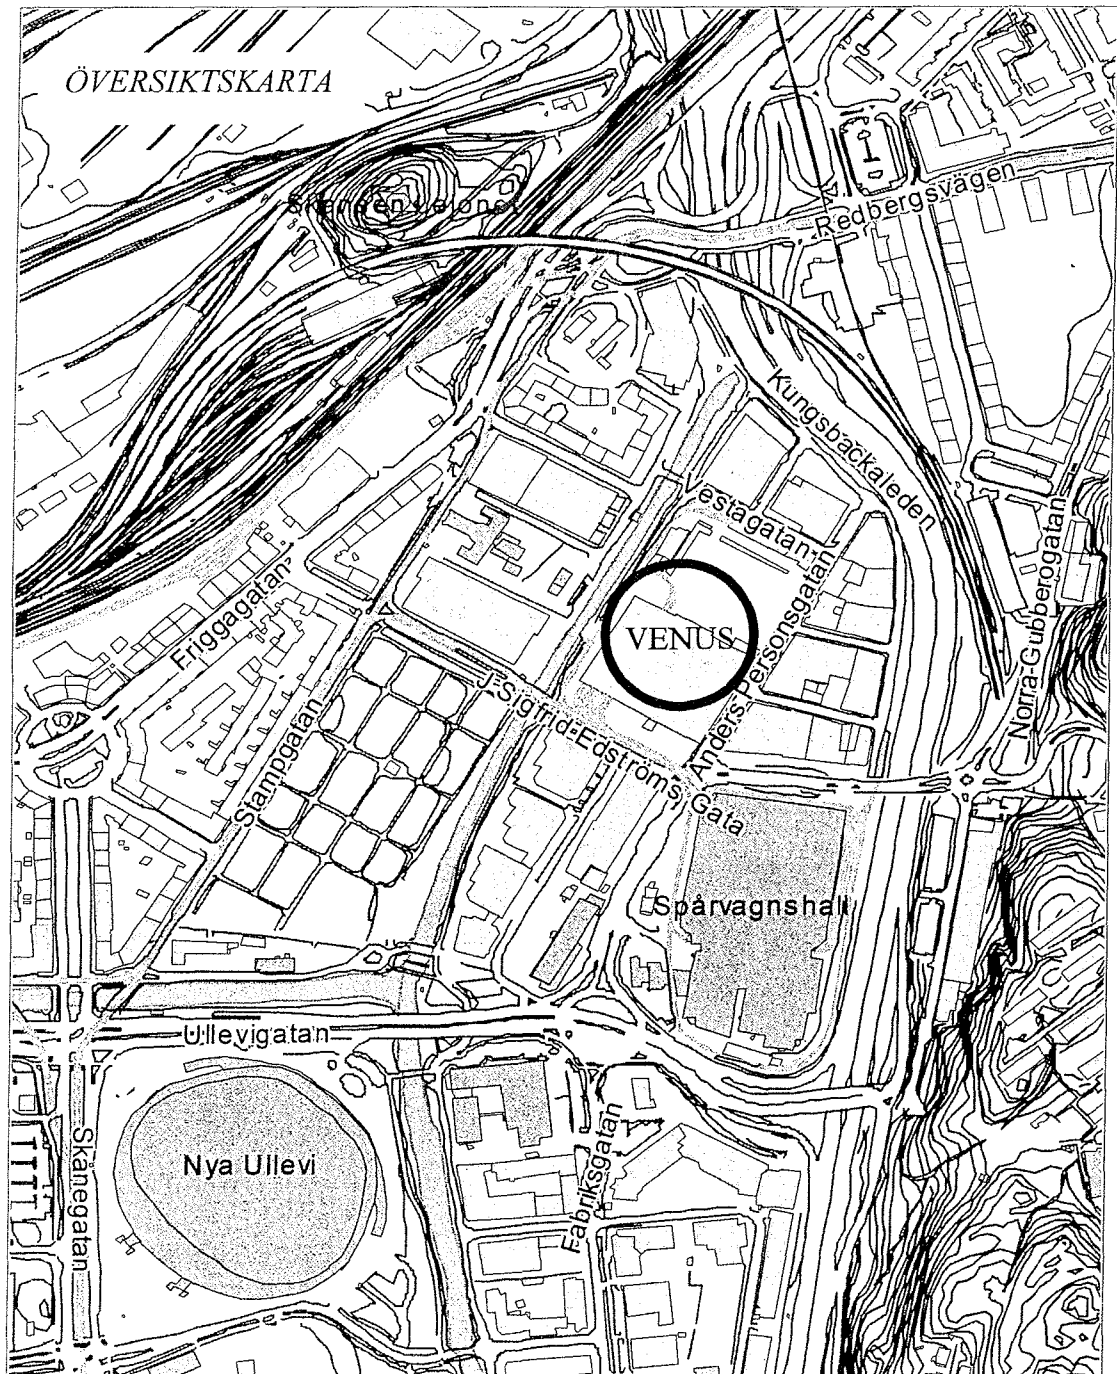 ÖVERSIKTSKARTA
Redbergsvägen
Kungsbackaleden
Vestagatan
Norra Gubberogatan
Friggagatan
VENUS
Anders Personsgatan
J Sigfrid Edströms Gata
Stampgatan
Spårvagnshall
Ullevigatan
Skånegatan
Nya Ullevi
Fabriksgatan